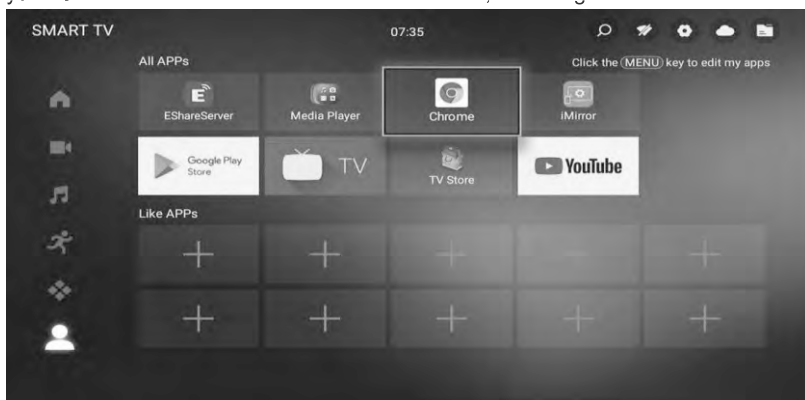 SMART TV
07:35
All APPs
Click the MENU key to edit my apps
EShareServer
Media Player
Chrome
iMirror
Google Play
Store
TV
TV Store
YouTube
Like APPs